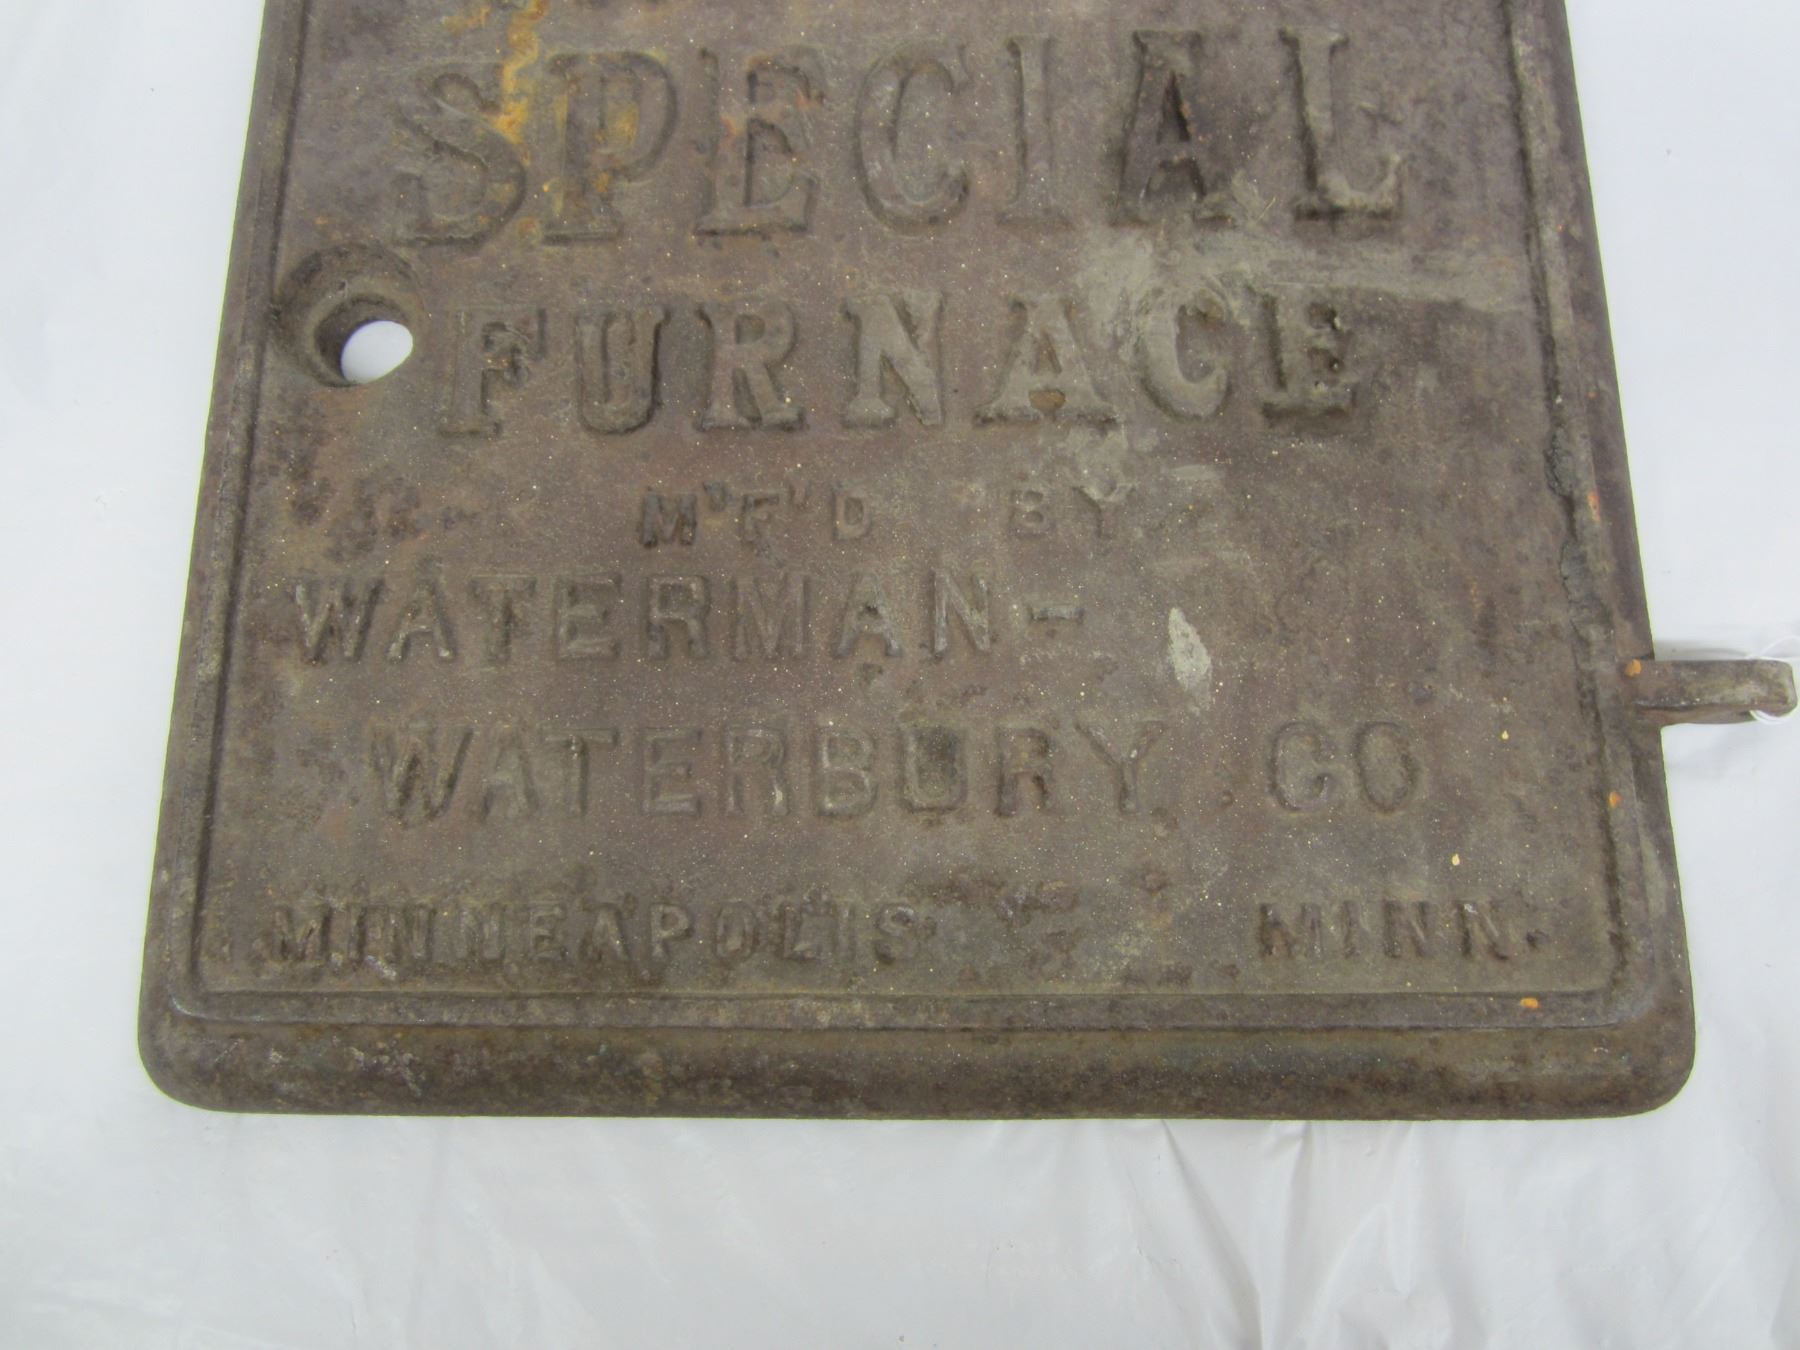 SPECIAL
FURNACE
M'F'D BY
WATERMAN-
WATERBURY CO
MINNEAPOLIS MINN.